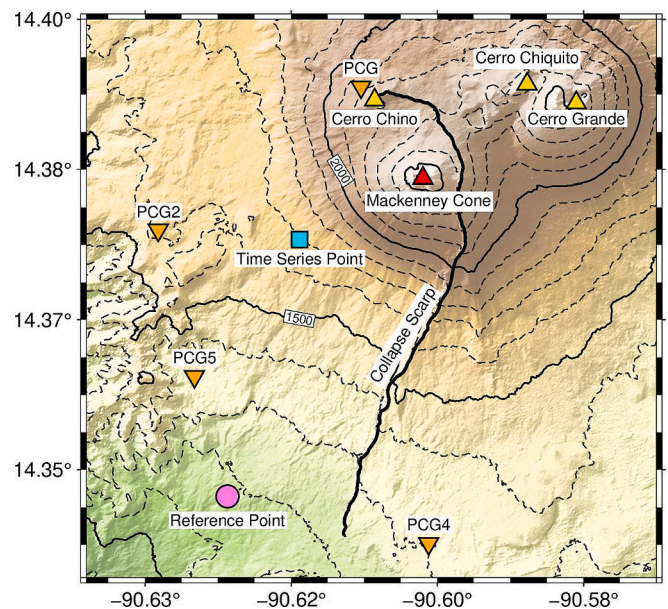 14.40°
Cerro Chiquito
PCG
Cerro Chino
Cerro Grande
14.38°
2000
Mackenney Cone
PCG2
Time Series Point
14.37°
1500
Collapse Scarp
PCG5
14.35°
Reference Point
PCG4
−90.63°
−90.62°
−90.60°
−90.58°